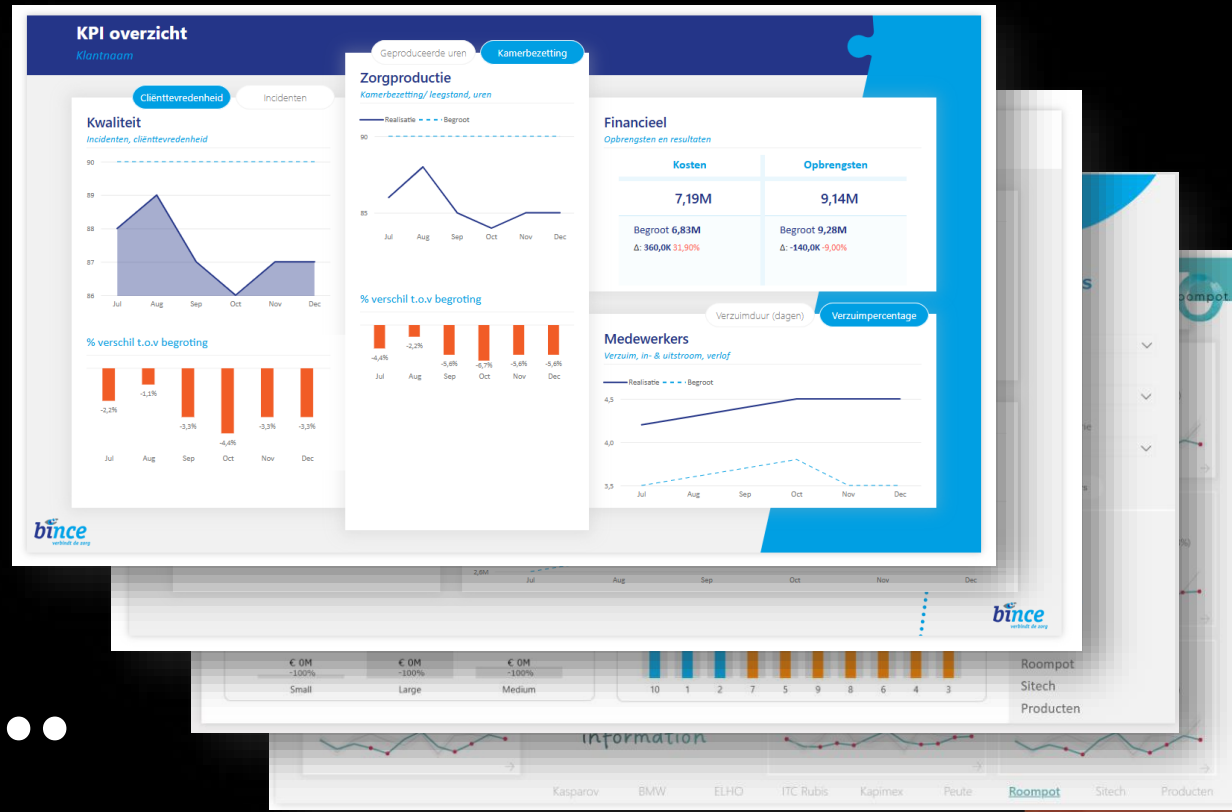 KPI overzicht
Klantnaam
Cliënttevredenheid Incidenten
Kwaliteit
Incidenten, cliënttevredenheid
90
89
88
87
86
Jul Aug Sep Oct Nov Dec
% verschil t.o.v begroting
-2,2% -1,1% -3,3% -4,4% -3,3% -3,3%
Jul Aug Sep Oct Nov Dec
Geproduceerde uren Kamerbezetting
Zorgproductie
Kamerbezetting/ leegstand, uren
Realisatie Begroot
90
85
Jul Aug Sep Oct Nov Dec
% verschil t.o.v begroting
-4,4% -2,2% -5,6% -6,7% -5,6% -5,6%
Jul Aug Sep Oct Nov Dec
Financieel
Opbrengsten en resultaten
Kosten Opbrengsten
7,19M 9,14M
Begroot 6,83M Begroot 9,28M
Δ: 360,0K 31,90% Δ: -140,0K -9,00%
Verzuimduur (dagen) Verzuimpercentage
Medewerkers
Verzuim, in- & uitstroom, verlof
Realisatie Begroot
4,5
4,0
3,5
Jul Aug Sep Oct Nov Dec
bince
verbindt de zorg
2,8M
Jul Aug Sep Oct Nov Dec
bince
verbindt de zorg
€ 0M € 0M € 0M
-100% -100% -100%
Small Large Medium
10 1 2 7 5 9 8 6 4 3
Roompot
Sitech
Producten
information
Kasparov BMW ELHO ITC Rubis Kapimex Peute Roompot Sitech Producten